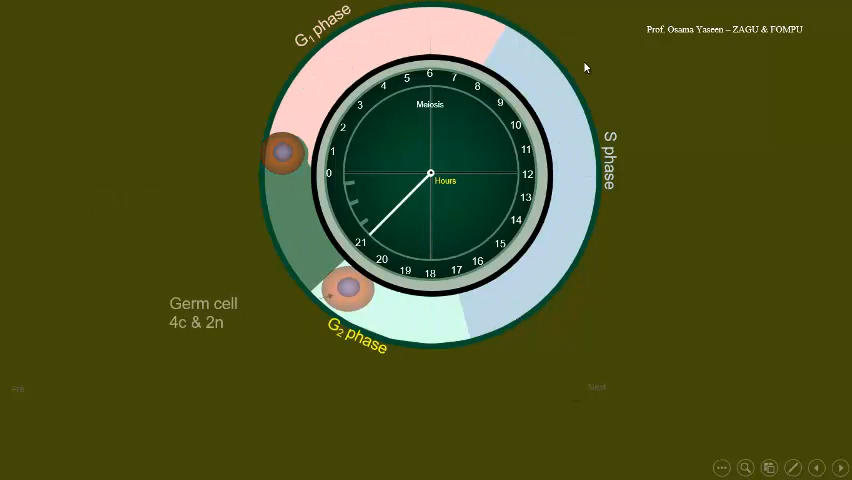 Prof. Osama Yaseen – ZAGU & FOMPU
G₁ phase
S phase
G₂ phase
Meiosis
Hours
0
1
2
3
4
5
6
7
8
9
10
11
12
13
14
15
16
17
18
19
20
21
Germ cell
4c & 2n
Next